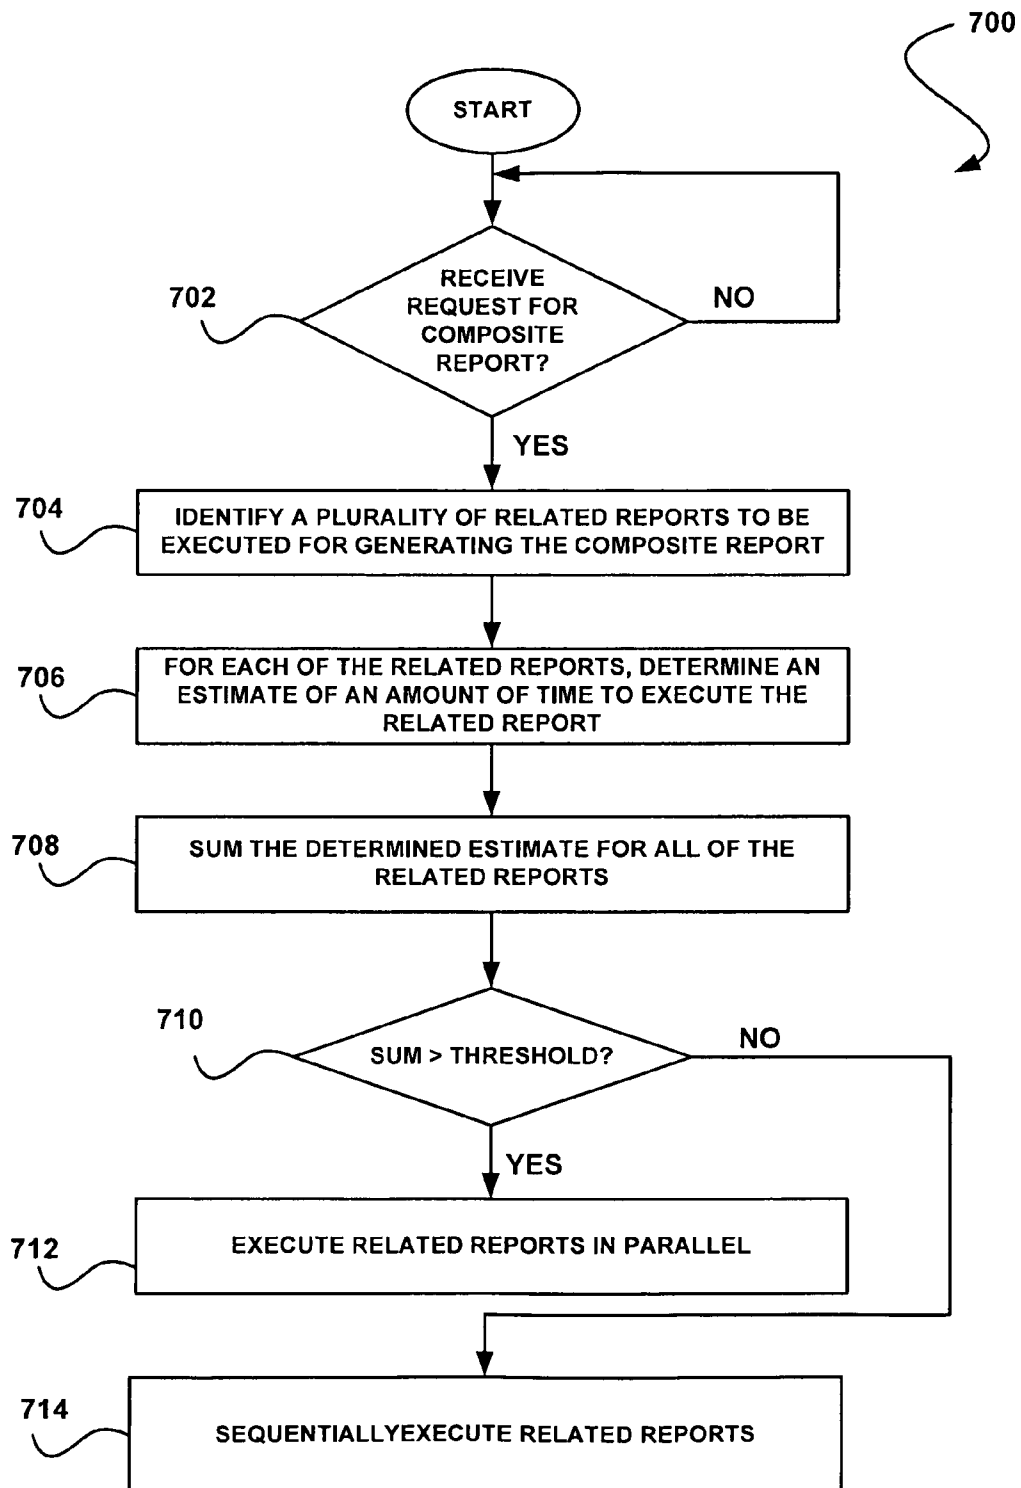 700
START
702
RECEIVE
REQUEST FOR
COMPOSITE
REPORT?
NO
YES
704
IDENTIFY A PLURALITY OF RELATED REPORTS TO BE
EXECUTED FOR GENERATING THE COMPOSITE REPORT
706
FOR EACH OF THE RELATED REPORTS, DETERMINE AN
ESTIMATE OF AN AMOUNT OF TIME TO EXECUTE THE
RELATED REPORT
708
SUM THE DETERMINED ESTIMATE FOR ALL OF THE
RELATED REPORTS
710
SUM > THRESHOLD?
NO
YES
712
EXECUTE RELATED REPORTS IN PARALLEL
714
SEQUENTIALLYEXECUTE RELATED REPORTS